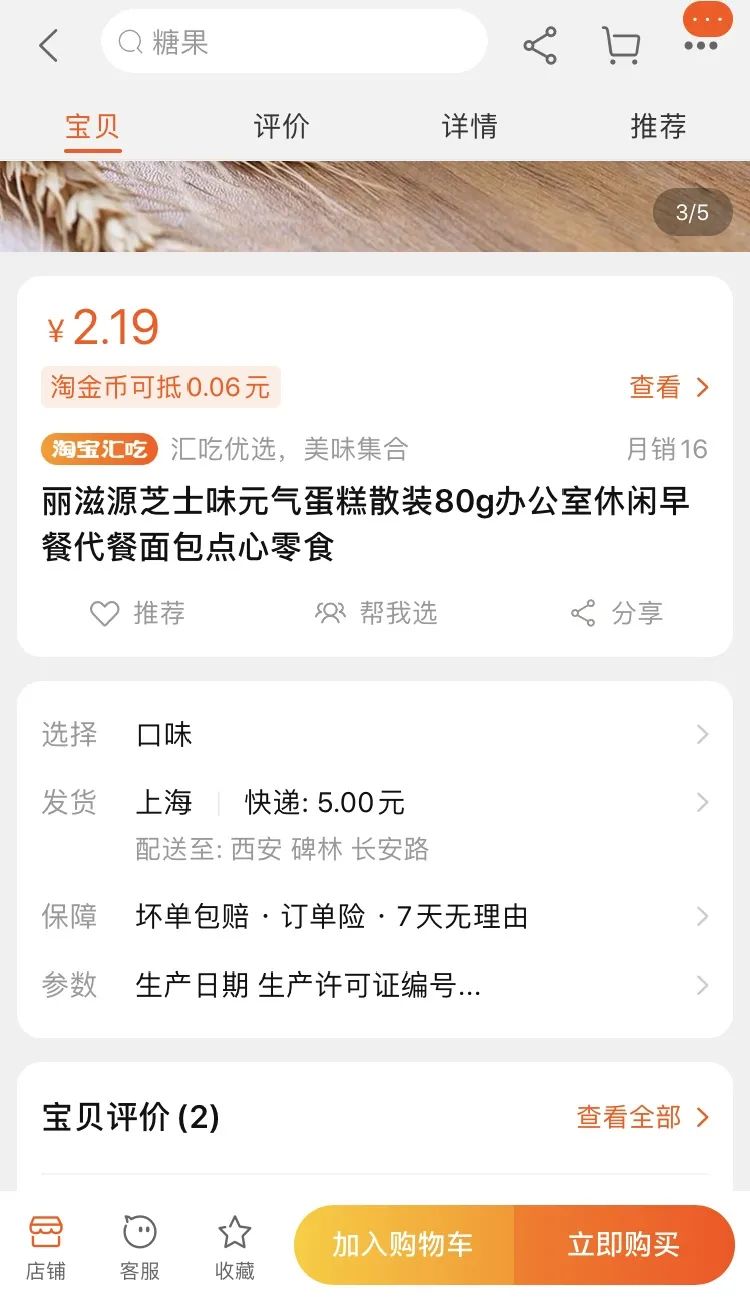 糖果
宝贝 评价 详情 推荐
3/5
¥2.19
淘金币可抵0.06元 查看
淘宝汇吃 汇吃优选，美味集合 月销16
丽滋源芝士味元气蛋糕散装80g办公室休闲早
餐代餐面包点心零食
推荐 帮我选 分享
选择 口味
发货 上海 快递: 5.00元
配送至: 西安 碑林 长安路
保障 坏单包赔 · 订单险 · 7天无理由
参数 生产日期 生产许可证编号...
宝贝评价 (2) 查看全部
店铺 客服 收藏 加入购物车 立即购买